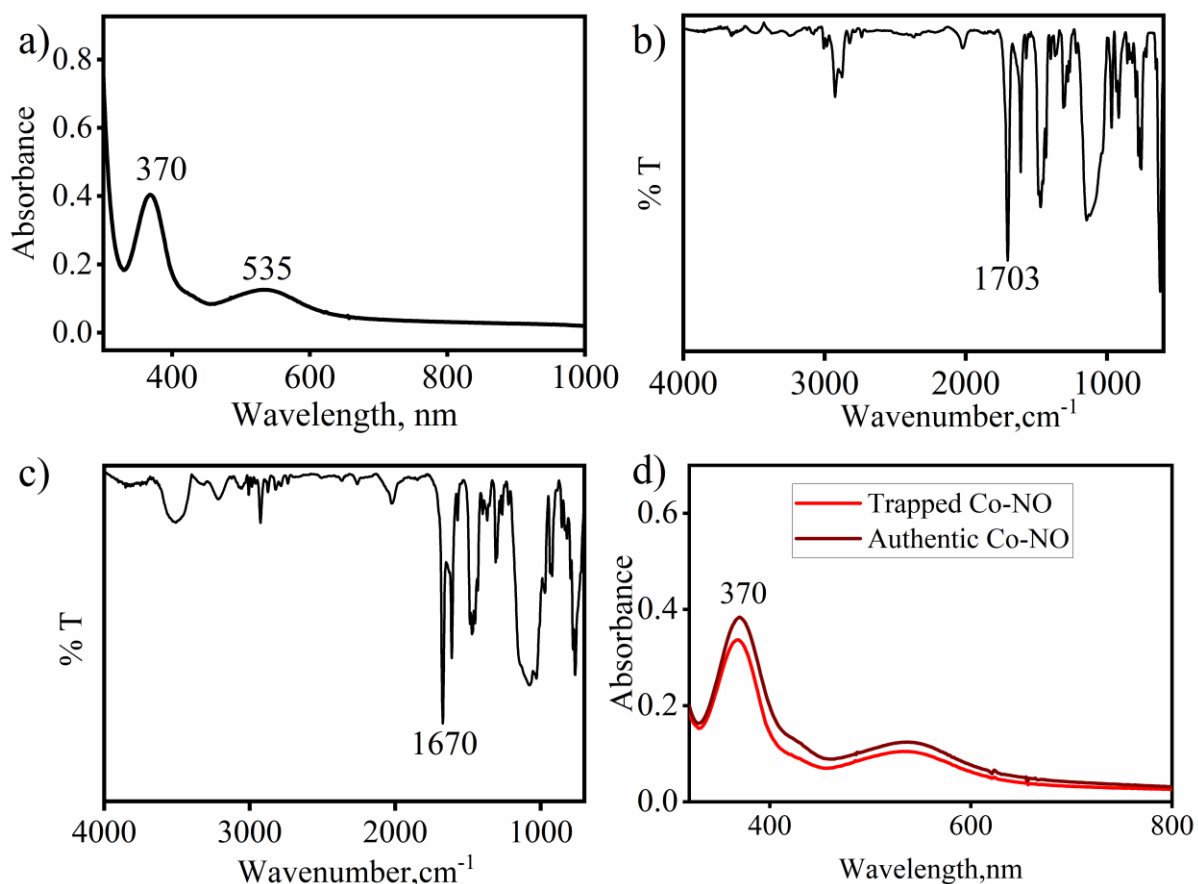 a)
Absorbance
0.8
0.6
0.4
0.2
0.0
370
535
400 600 800 1000
Wavelength, nm
b)
% T
1703
4000 3000 2000 1000
Wavenumber,cm⁻¹
c)
% T
1670
4000 3000 2000 1000
Wavenumber,cm⁻¹
d)
Absorbance
0.6
0.4
0.2
0.0
Trapped Co-NO
Authentic Co-NO
370
400 600 800
Wavelength,nm